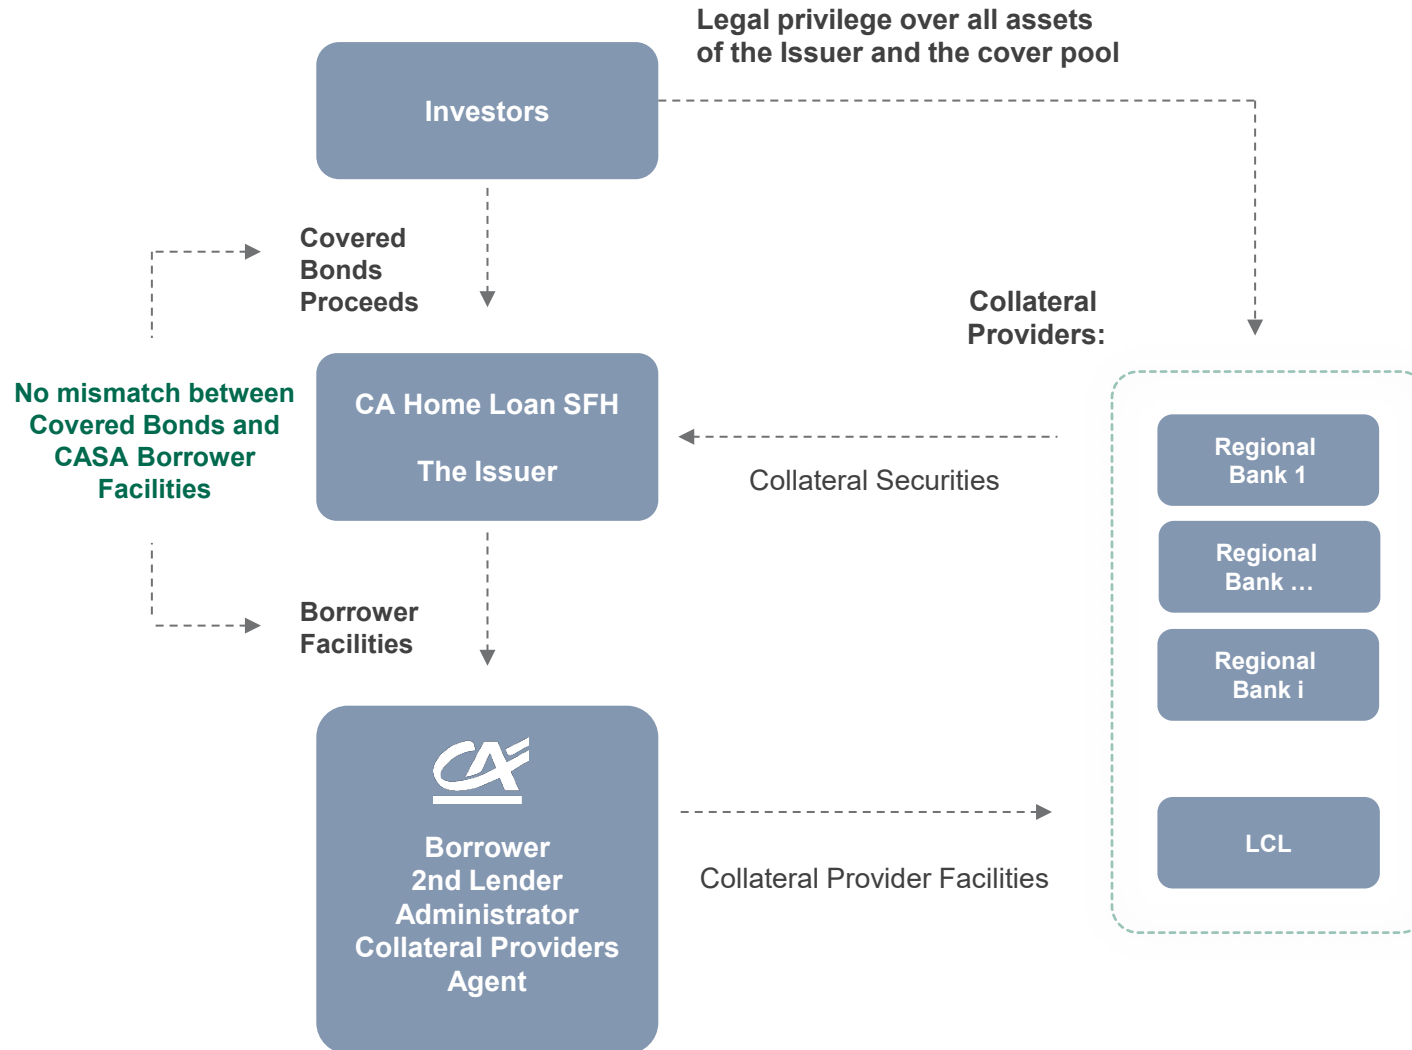 Legal privilege over all assets
of the Issuer and the cover pool
Investors
Covered
Bonds
Proceeds
Collateral
Providers:
No mismatch between
Covered Bonds and
CASA Borrower
Facilities
CA Home Loan SFH
The Issuer
Collateral Securities
Regional
Bank 1
Regional
Bank …
Regional
Bank i
Borrower
Facilities
CA
Borrower
2nd Lender
Administrator
Collateral Providers
Agent
Collateral Provider Facilities
LCL